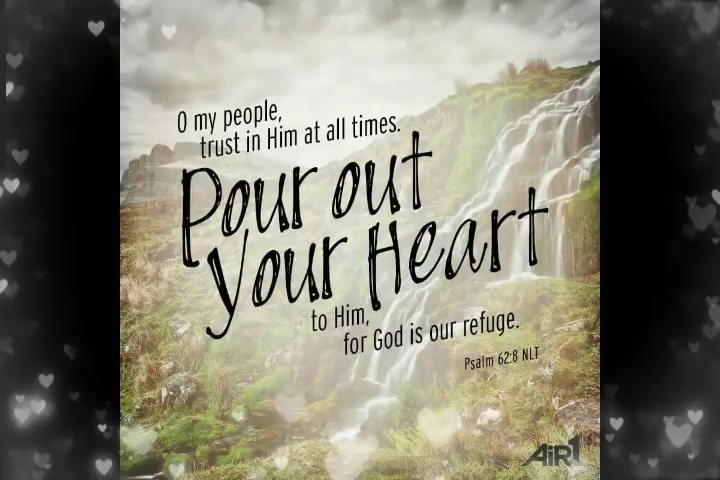 O my people,
trust in Him at all times.
Pour out
your Heart
to Him,
for God is our refuge.
Psalm 62:8 NLT
AiR1